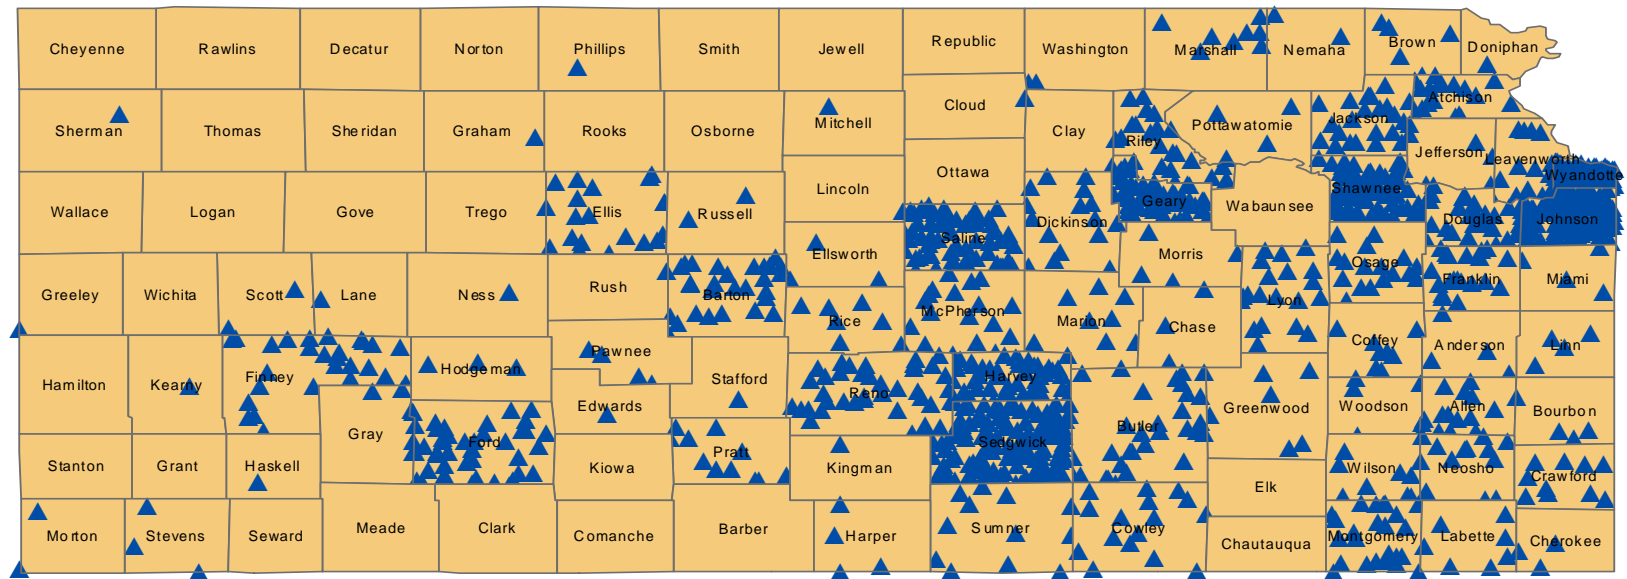 Cheyenne
Rawlins
Decatur
Norton
Phillips
Smith
Jewell
Republic
Washington
Marshall
Nemaha
Brown
Doniphan
Sherman
Thomas
Sheridan
Graham
Rooks
Osborne
Mitchell
Cloud
Clay
Riley
Pottawatomie
Jackson
Atchison
Jefferson
Leavenworth
Wyandotte
Wallace
Logan
Gove
Trego
Ellis
Russell
Lincoln
Ottawa
Saline
Dickinson
Geary
Wabaunsee
Shawnee
Douglas
Johnson
Greeley
Wichita
Scott
Lane
Ness
Rush
Barton
Ellsworth
Rice
McPherson
Marion
Morris
Chase
Lyon
Osage
Franklin
Miami
Hamilton
Kearny
Finney
Hodgeman
Pawnee
Edwards
Stafford
Reno
Harvey
Sedgwick
Butler
Greenwood
Coffey
Woodson
Anderson
Allen
Linn
Bourbon
Stanton
Grant
Haskell
Gray
Ford
Kiowa
Pratt
Kingman
Elk
Wilson
Neosho
Crawford
Morton
Stevens
Seward
Meade
Clark
Comanche
Barber
Harper
Sumner
Cowley
Chautauqua
Montgomery
Labette
Cherokee